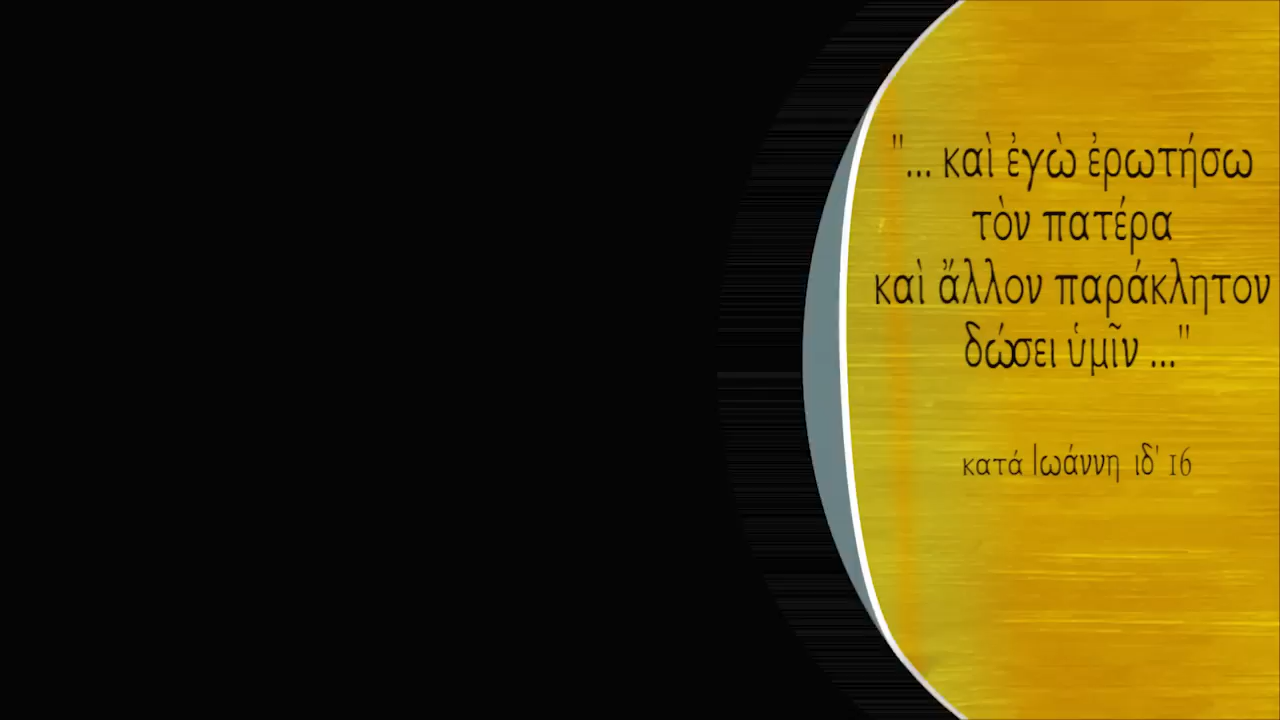 "... καὶ ἐγὼ ἐρωτήσω
τὸν πατέρα
καὶ ἄλλον παράκλητον
δώσει ὑμῖν ..."
κατά Ιωάννη ιδ' 16